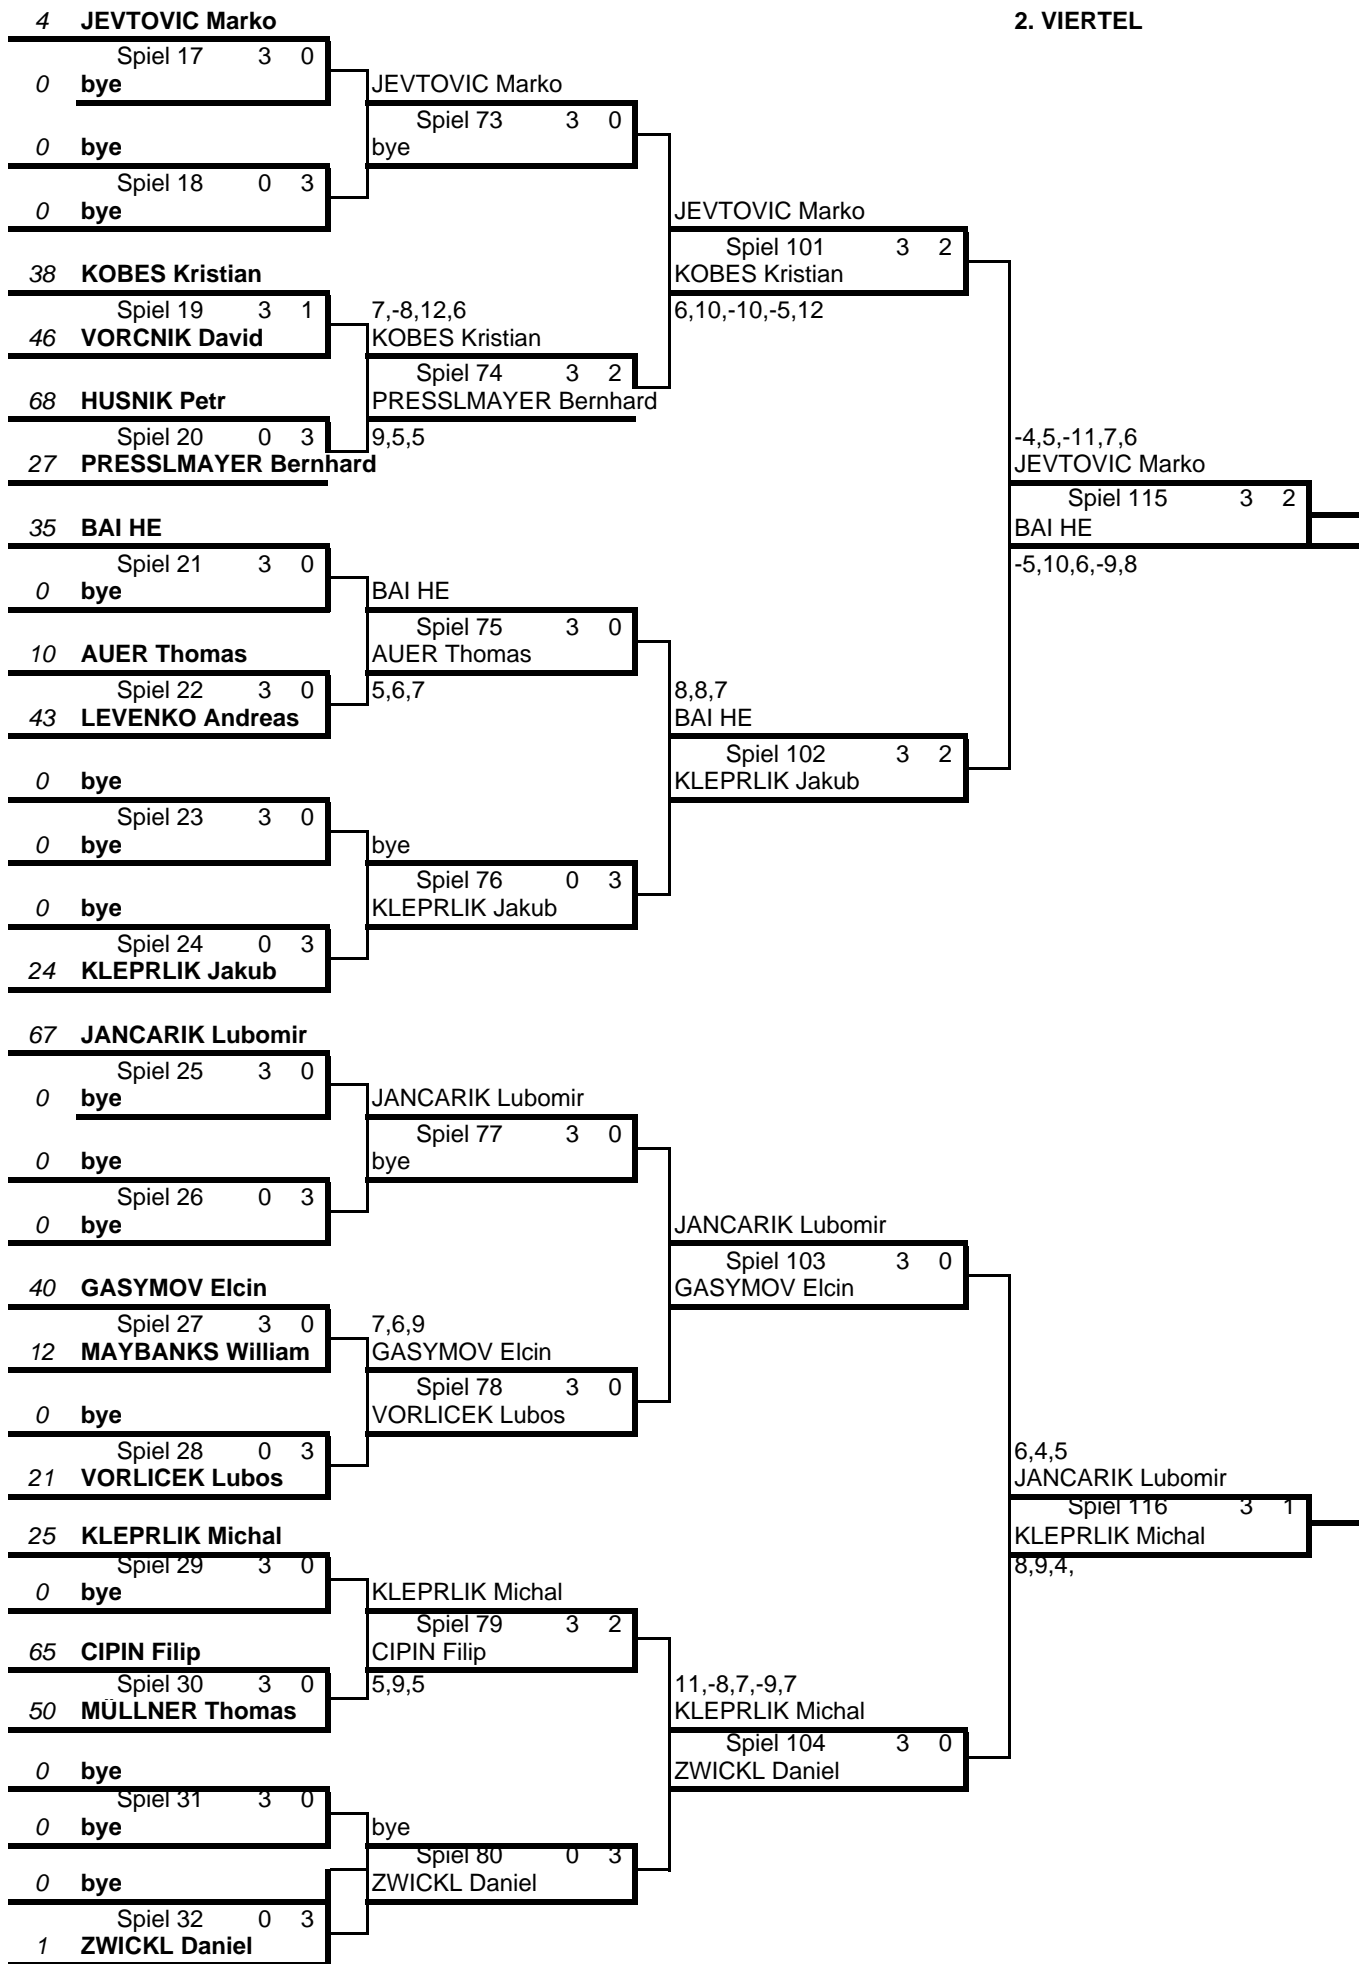 4 JEVTOVIC Marko
2. VIERTEL
Spiel 17 3 0
0 bye
JEVTOVIC Marko
Spiel 73 3 0
0 bye
bye
Spiel 18 0 3
0 bye
JEVTOVIC Marko
Spiel 101 3 2
38 KOBES Kristian
KOBES Kristian
Spiel 19 3 1
7,-8,12,6
6,10,-10,-5,12
46 VORCNIK David
KOBES Kristian
Spiel 74 3 2
68 HUSNIK Petr
PRESSLMAYER Bernhard
Spiel 20 0 3
9,5,5
-4,5,-11,7,6
27 PRESSLMAYER Bernhard
JEVTOVIC Marko
Spiel 115 3 2
35 BAI HE
BAI HE
Spiel 21 3 0
-5,10,6,-9,8
0 bye
BAI HE
Spiel 75 3 0
10 AUER Thomas
AUER Thomas
Spiel 22 3 0
5,6,7
8,8,7
43 LEVENKO Andreas
BAI HE
Spiel 102 3 2
0 bye
KLEPRLIK Jakub
Spiel 23 3 0
0 bye
bye
Spiel 76 0 3
0 bye
KLEPRLIK Jakub
Spiel 24 0 3
24 KLEPRLIK Jakub
67 JANCARIK Lubomir
Spiel 25 3 0
0 bye
JANCARIK Lubomir
Spiel 77 3 0
0 bye
bye
Spiel 26 0 3
0 bye
JANCARIK Lubomir
Spiel 103 3 0
40 GASYMOV Elcin
GASYMOV Elcin
Spiel 27 3 0
7,6,9
12 MAYBANKS William
GASYMOV Elcin
Spiel 78 3 0
0 bye
VORLICEK Lubos
Spiel 28 0 3
6,4,5
21 VORLICEK Lubos
JANCARIK Lubomir
Spiel 116 3 1
25 KLEPRLIK Michal
KLEPRLIK Michal
Spiel 29 3 0
8,9,4,
0 bye
KLEPRLIK Michal
Spiel 79 3 2
65 CIPIN Filip
CIPIN Filip
Spiel 30 3 0
5,9,5
11,-8,7,-9,7
50 MÜLLNER Thomas
KLEPRLIK Michal
Spiel 104 3 0
0 bye
ZWICKL Daniel
Spiel 31 3 0
0 bye
bye
Spiel 80 0 3
0 bye
ZWICKL Daniel
Spiel 32 0 3
1 ZWICKL Daniel